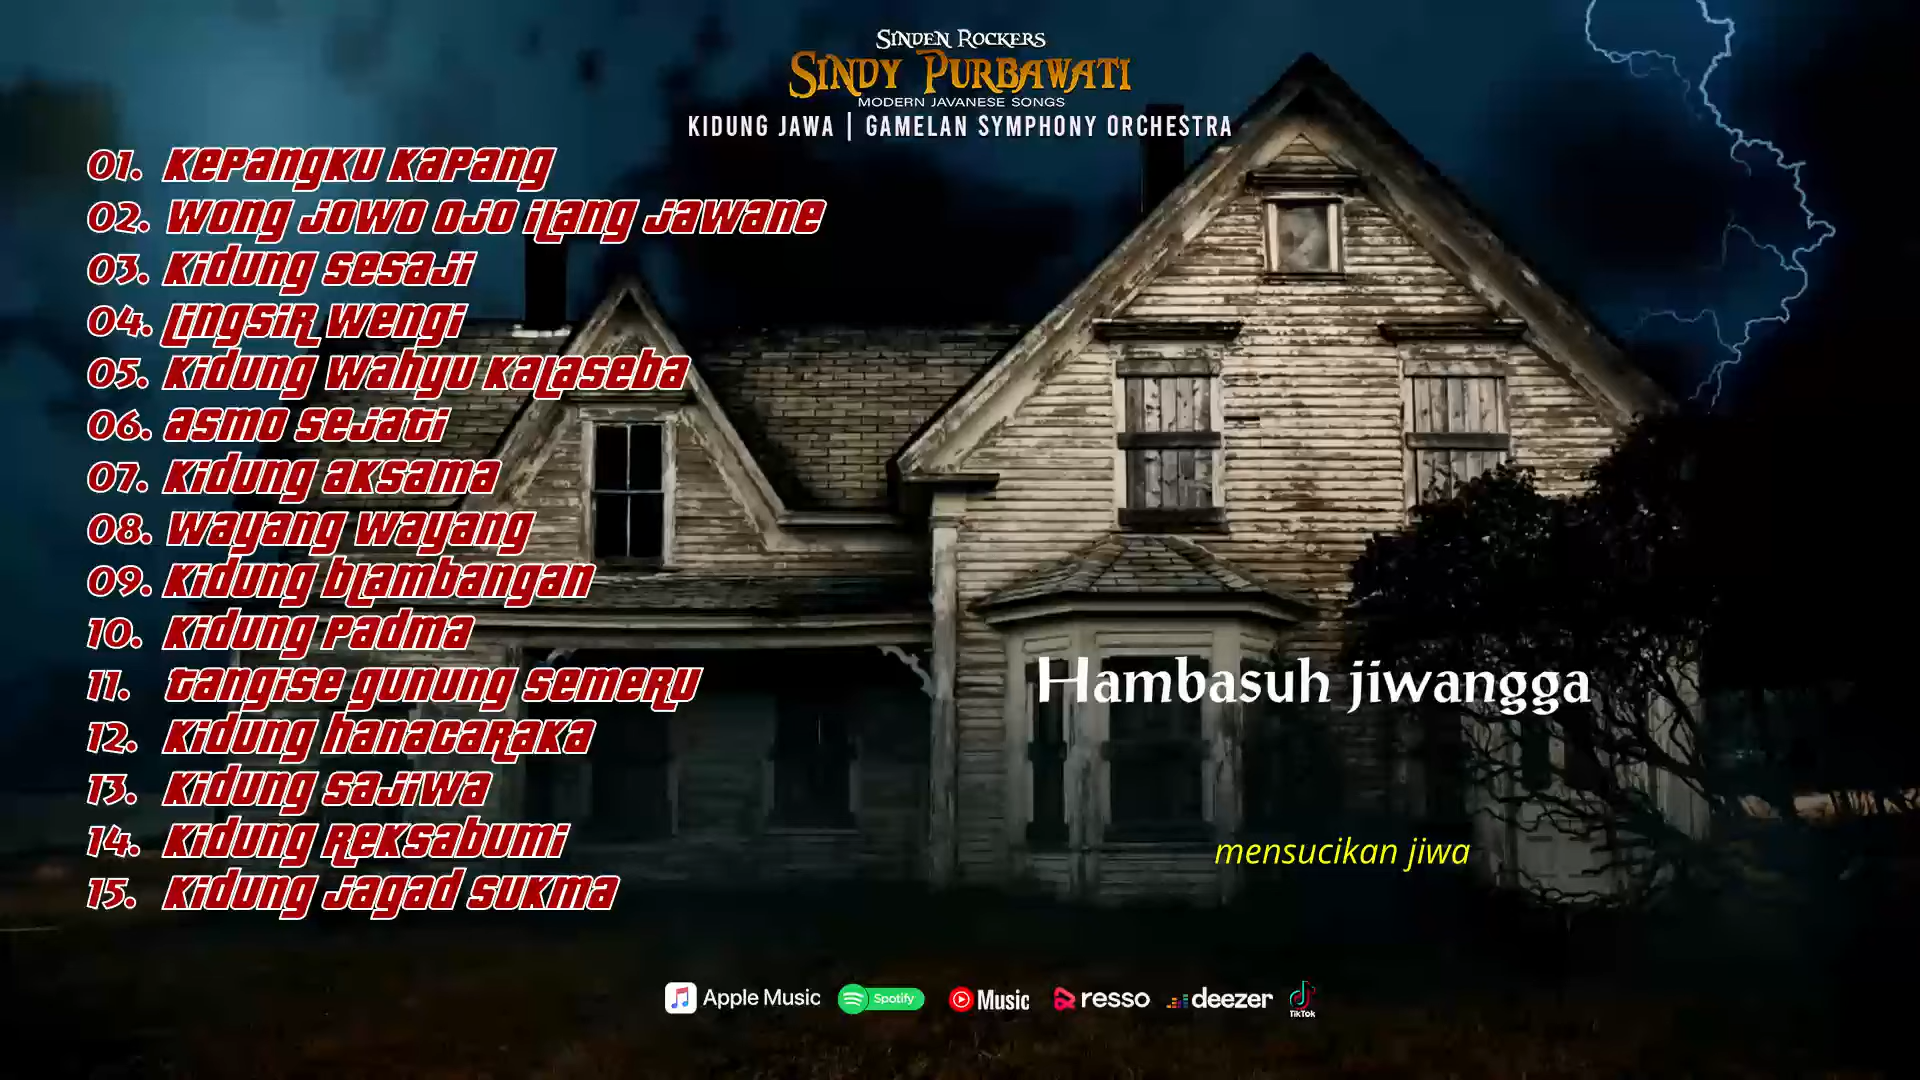 SINDEN ROCKERS
SINDY PURBAWATI
MODERN JAVANESE SONGS
KIDUNG JAWA | GAMELAN SYMPHONY ORCHESTRA
01. Kepangku Kapang
02. Wong Jowo Ojo Ilang Jawane
03. Kidung Sesaji
04. Lingsir Wengi
05. Kidung Wahyu Kalaseba
06. Asmo Sejati
07. Kidung Aksama
08. Wayang Wayang
09. Kidung Blambangan
10. Kidung Padma
11. Tangise Gunung Semeru
12. Kidung Hanacaraka
13. Kidung Sajiwa
14. Kidung Reksabumi
15. Kidung Jagad Sukma
Hambasuh jiwangga
mensucikan jiwa
Apple Music Spotify Music resso deezer TikTok